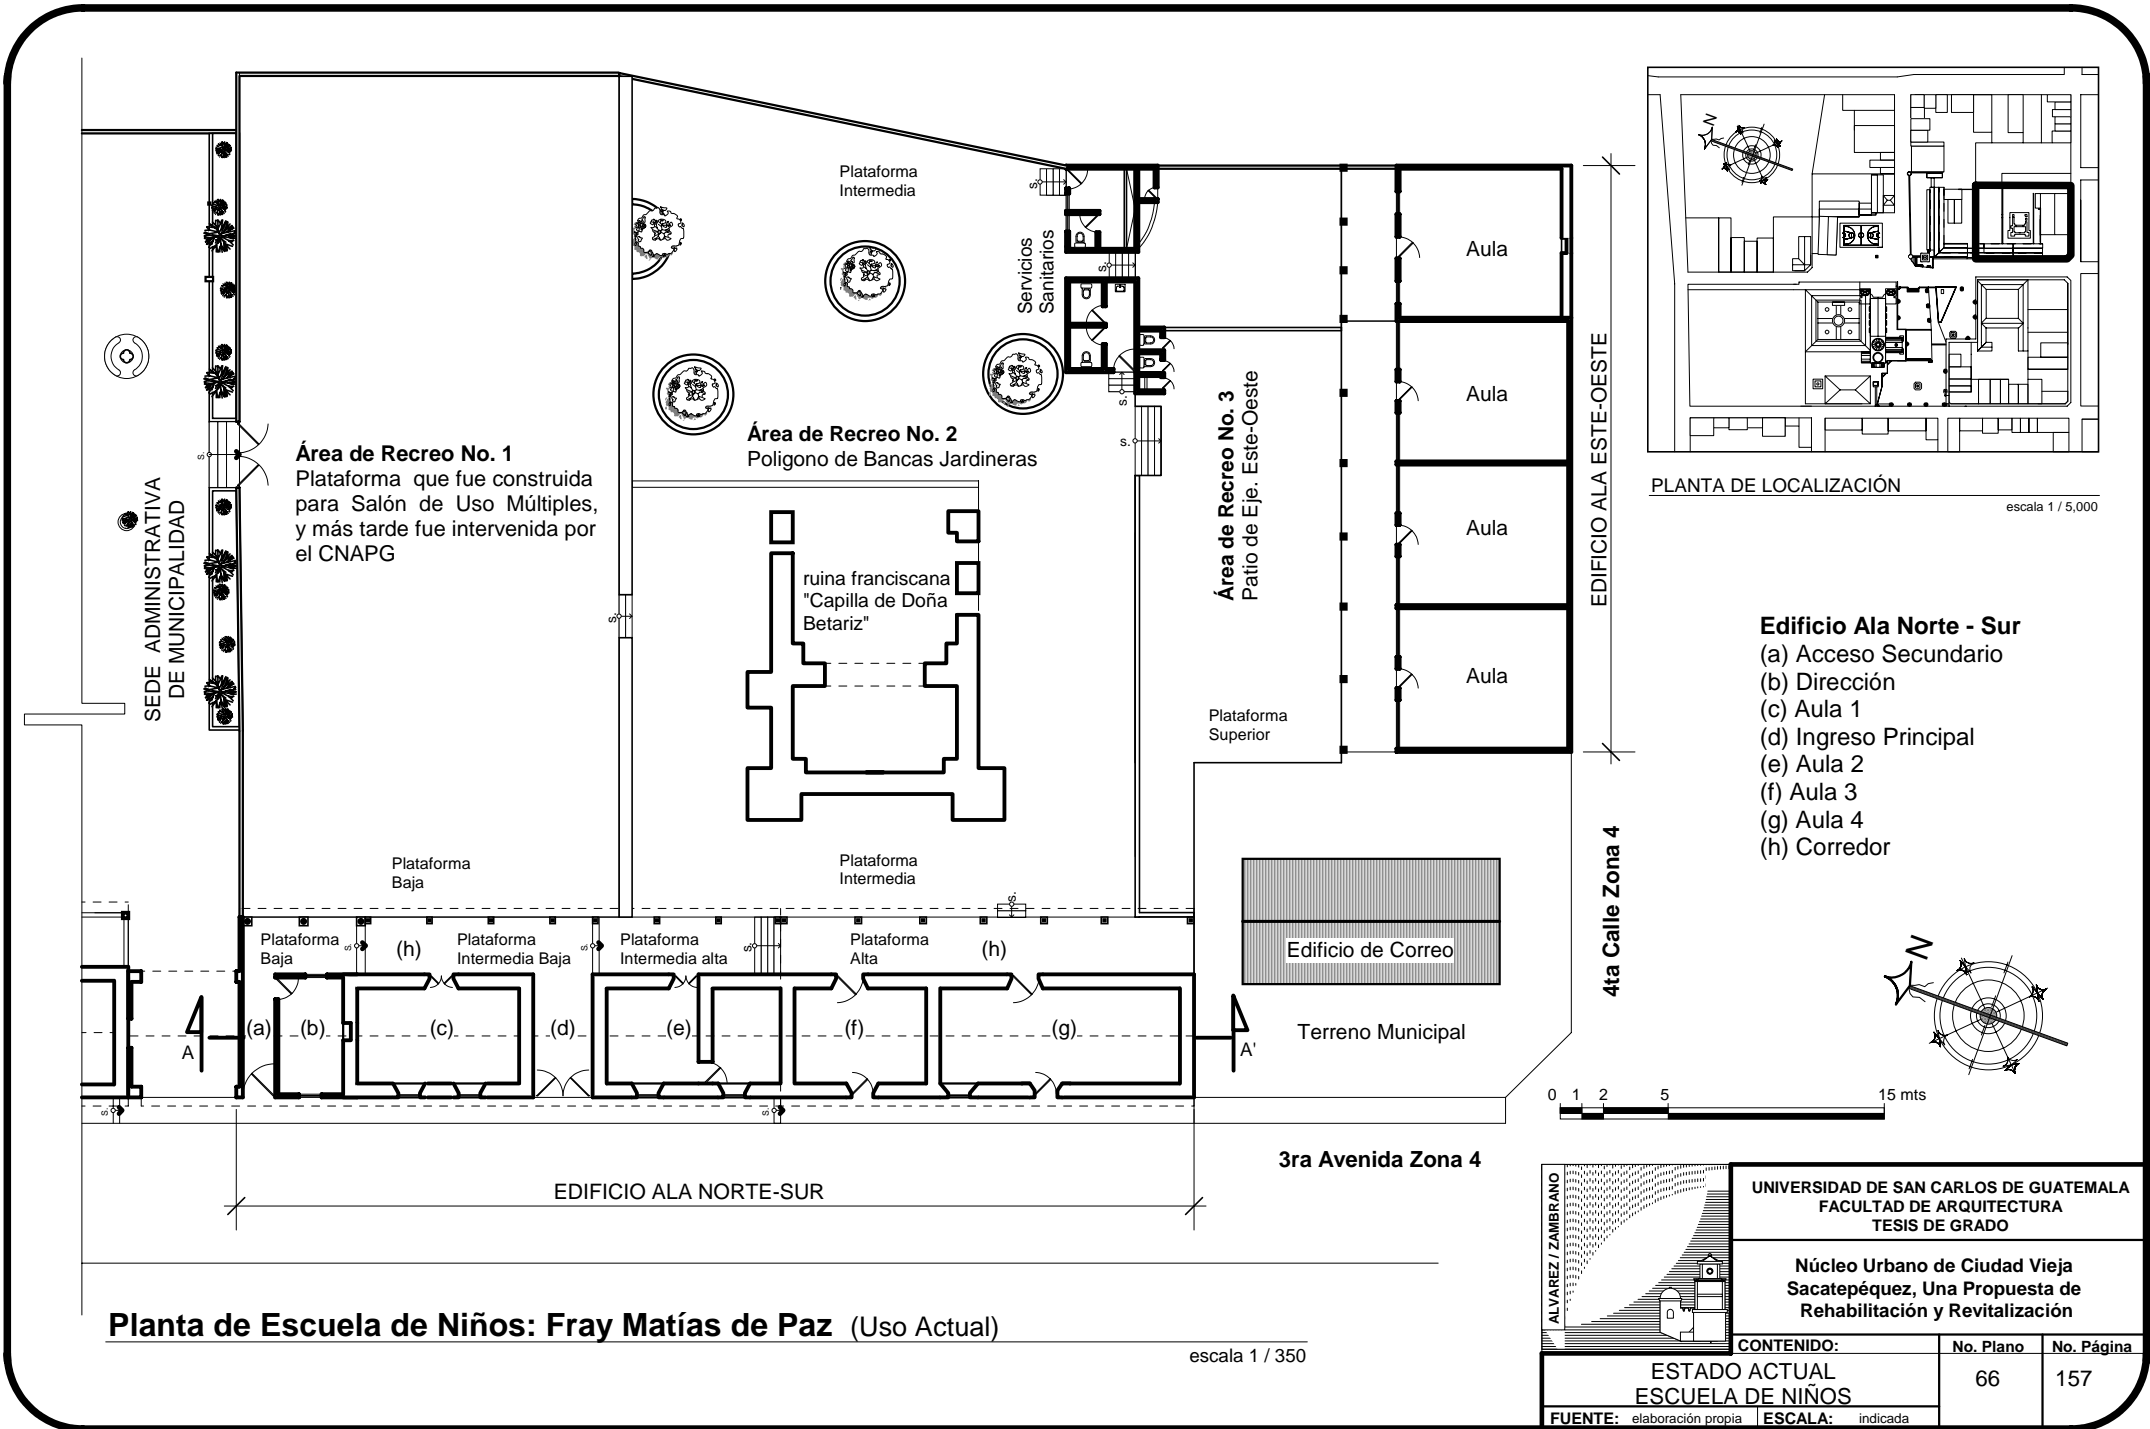 Plataforma
Intermedia
Servicios
Sanitarios
s.
s.
s.
s.
s.
s.
SEDE ADMINISTRATIVA
DE MUNICIPALIDAD
Área de Recreo No. 1
Plataforma que fue construida
para Salón de Uso Múltiples,
y más tarde fue intervenida por
el CNAPG
Área de Recreo No. 2
Poligono de Bancas Jardineras
ruina franciscana
"Capilla de Doña
Betariz"
Área de Recreo No. 3
Patio de Eje. Este-Oeste
Aula
Aula
Aula
Aula
EDIFICIO ALA ESTE-OESTE
Plataforma
Superior
Plataforma
Baja
Plataforma
Intermedia
Plataforma
Baja
s.
(h)
Plataforma
Intermedia Baja
s.
Plataforma
Intermedia alta
s.
Plataforma
Alta
s.
(h)
A
(a)
(b)
(c)
(d)
(e)
(f)
(g)
A'
s.
s.
Edificio de Correo
Terreno Municipal
4ta Calle Zona 4
3ra Avenida Zona 4
EDIFICIO ALA NORTE-SUR
Planta de Escuela de Niños: Fray Matías de Paz (Uso Actual)
escala 1 / 350
N
PLANTA DE LOCALIZACIÓN
escala 1 / 5,000
Edificio Ala Norte - Sur
(a) Acceso Secundario
(b) Dirección
(c) Aula 1
(d) Ingreso Principal
(e) Aula 2
(f) Aula 3
(g) Aula 4
(h) Corredor
N
0 1 2 5 15 mts
ALVAREZ / ZAMBRANO
UNIVERSIDAD DE SAN CARLOS DE GUATEMALA
FACULTAD DE ARQUITECTURA
TESIS DE GRADO
Núcleo Urbano de Ciudad Vieja
Sacatepéquez, Una Propuesta de
Rehabilitación y Revitalización
CONTENIDO:
ESTADO ACTUAL
ESCUELA DE NIÑOS
No. Plano
66
No. Página
157
FUENTE: elaboración propia
ESCALA: indicada